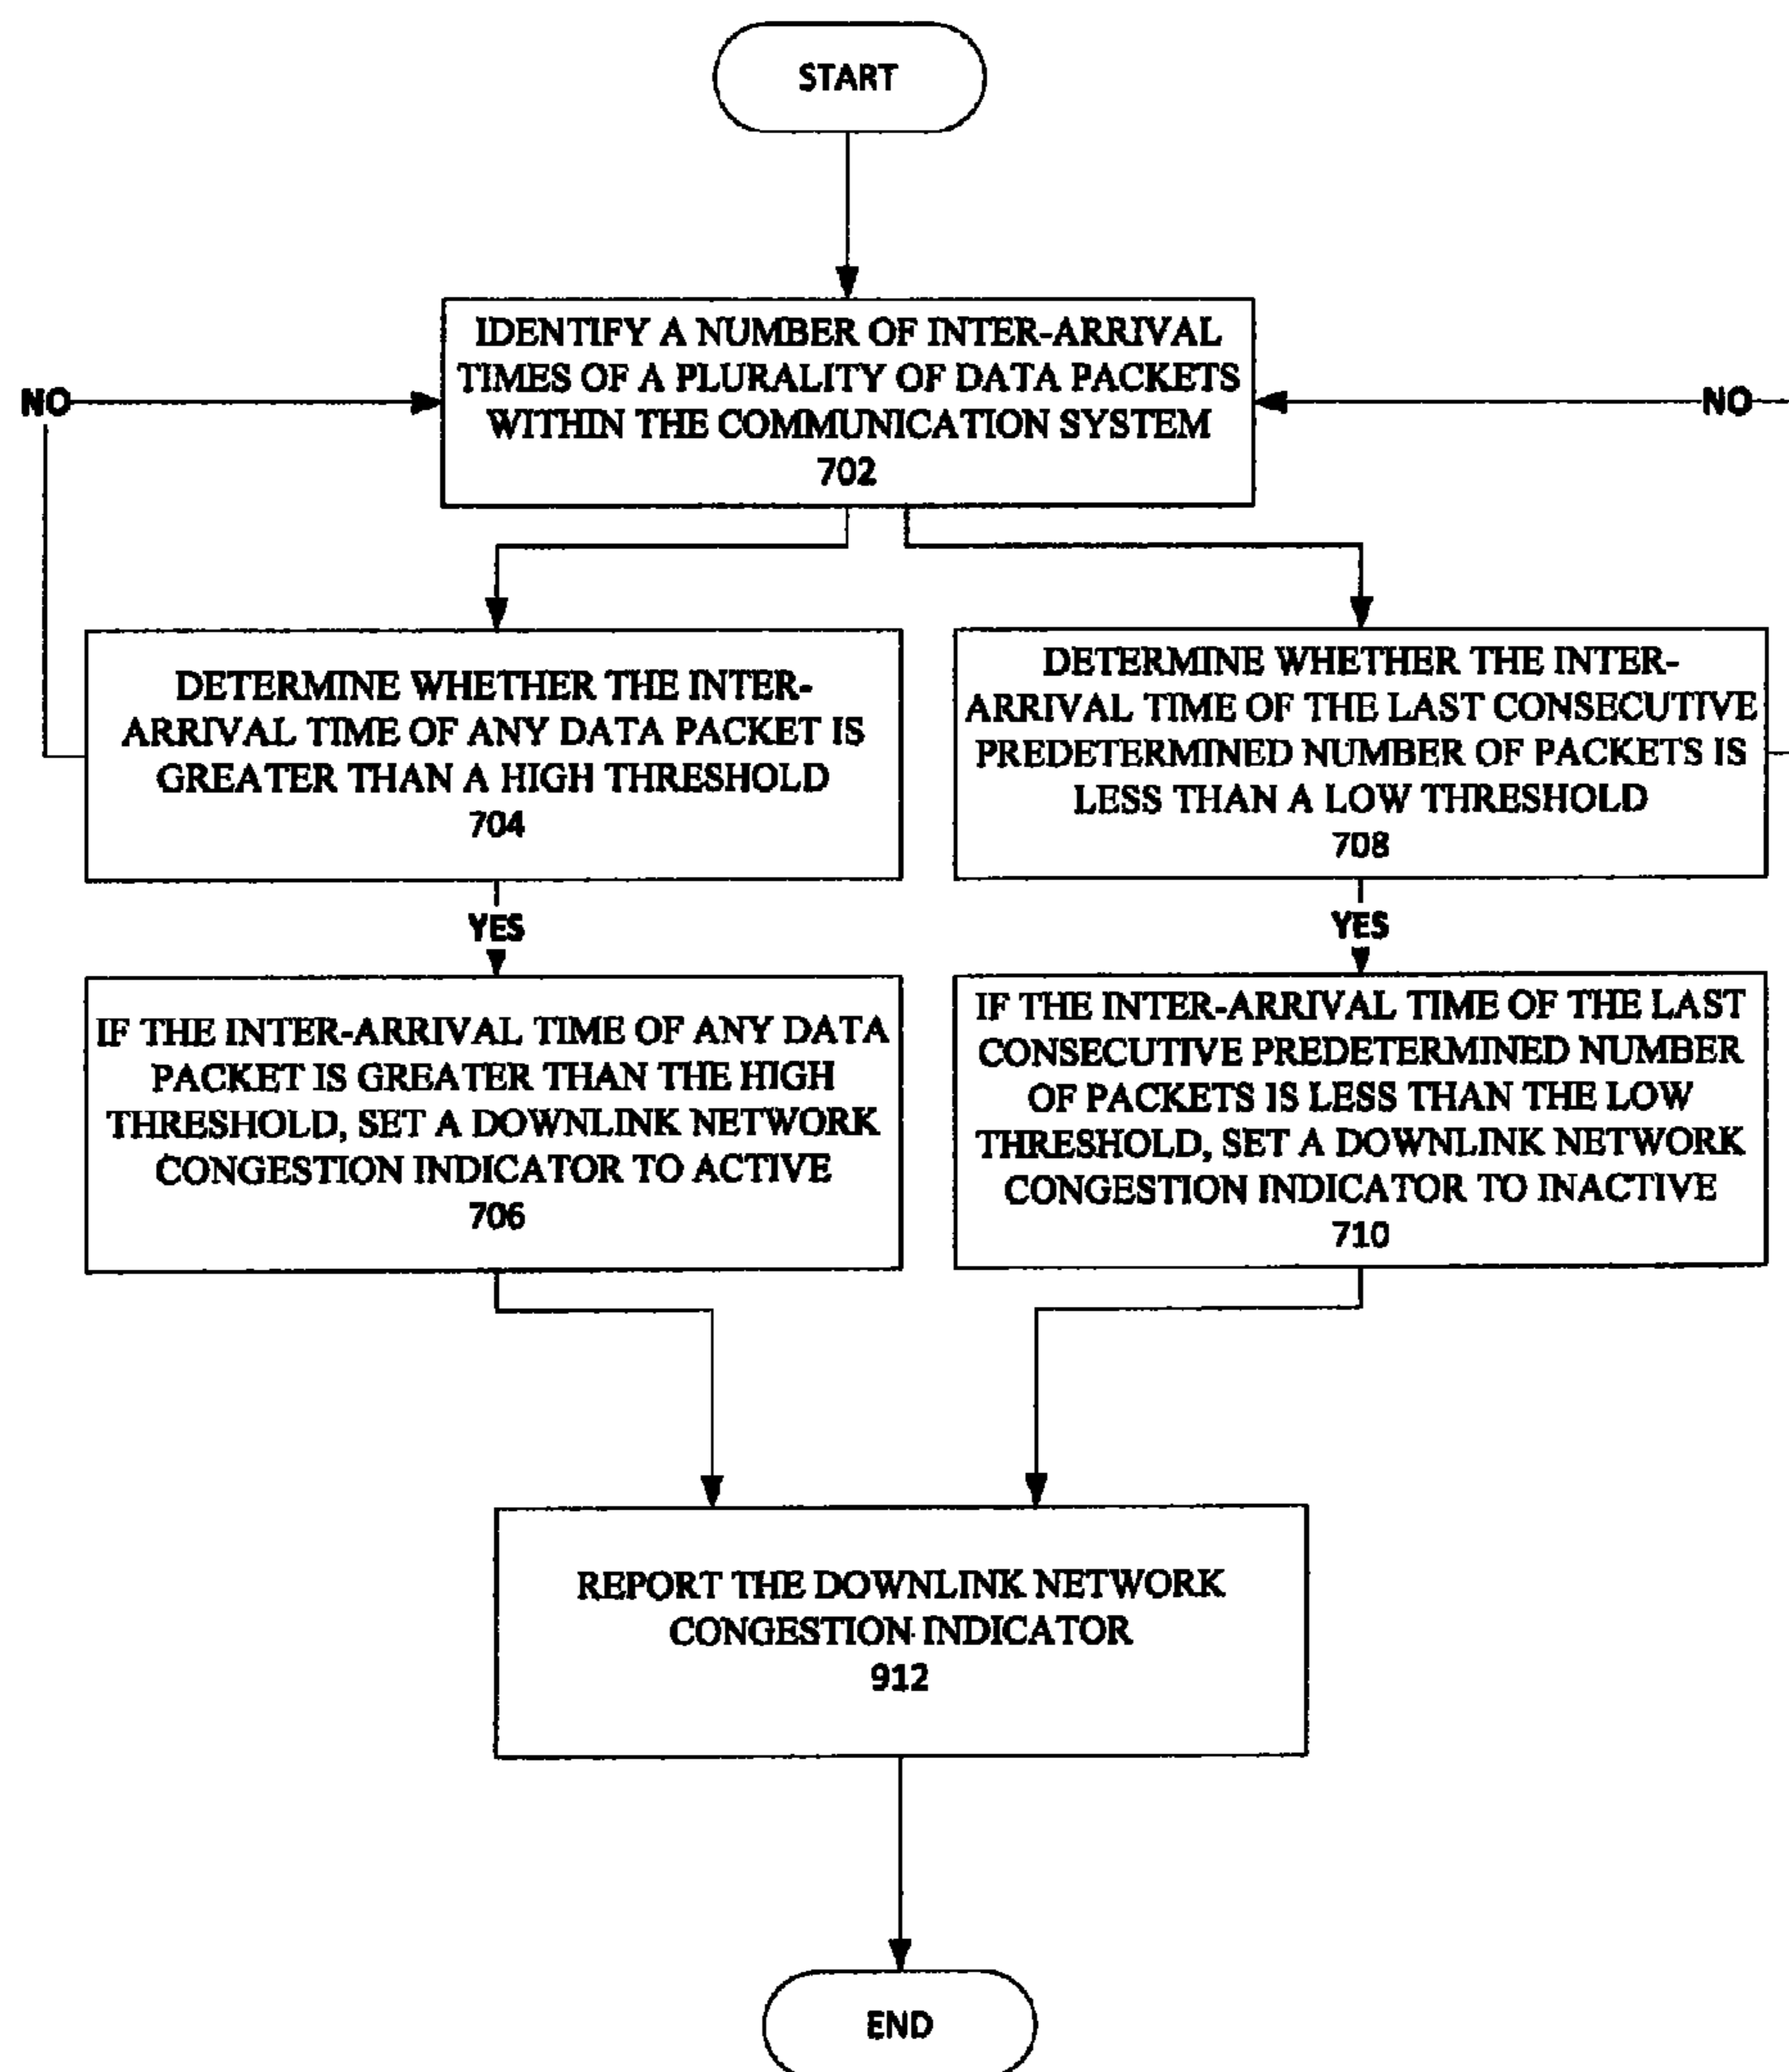 START
IDENTIFY A NUMBER OF INTER-ARRIVAL
TIMES OF A PLURALITY OF DATA PACKETS
WITHIN THE COMMUNICATION SYSTEM
702
NO
NO
DETERMINE WHETHER THE INTER-
ARRIVAL TIME OF ANY DATA PACKET IS
GREATER THAN A HIGH THRESHOLD
704
DETERMINE WHETHER THE INTER-
ARRIVAL TIME OF THE LAST CONSECUTIVE
PREDETERMINED NUMBER OF PACKETS IS
LESS THAN A LOW THRESHOLD
708
YES
YES
IF THE INTER-ARRIVAL TIME OF ANY DATA
PACKET IS GREATER THAN THE HIGH
THRESHOLD, SET A DOWNLINK NETWORK
CONGESTION INDICATOR TO ACTIVE
706
IF THE INTER-ARRIVAL TIME OF THE LAST
CONSECUTIVE PREDETERMINED NUMBER
OF PACKETS IS LESS THAN THE LOW
THRESHOLD, SET A DOWNLINK NETWORK
CONGESTION INDICATOR TO INACTIVE
710
REPORT THE DOWNLINK NETWORK
CONGESTION INDICATOR
912
END